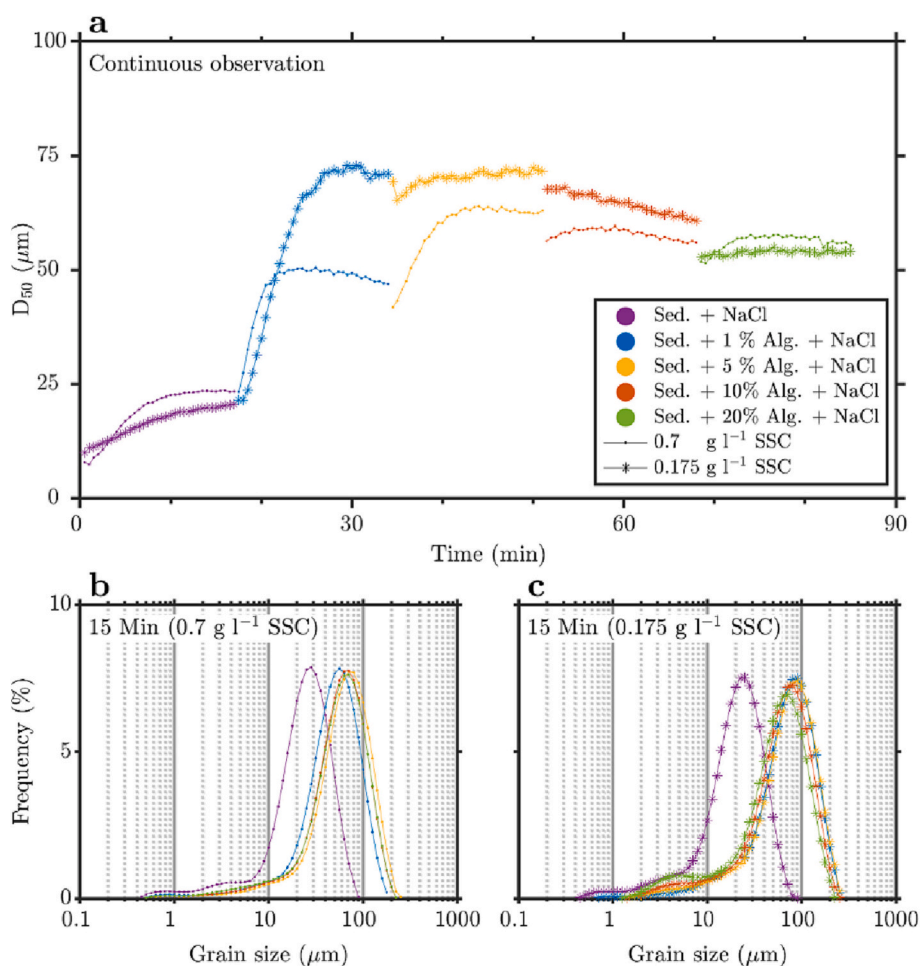 a
100
75
50
25
0
D₅₀ (μm)
Continuous observation
Sed. + NaCl
Sed. + 1 % Alg. + NaCl
Sed. + 5 % Alg. + NaCl
Sed. + 10% Alg. + NaCl
Sed. + 20% Alg. + NaCl
0.7 g l⁻¹ SSC
0.175 g l⁻¹ SSC
0 30 60 90
Time (min)
b
10
5
0
Frequency (%)
15 Min (0.7 g l⁻¹ SSC)
0.1 1 10 100 1000
Grain size (μm)
c
15 Min (0.175 g l⁻¹ SSC)
0.1 1 10 100 1000
Grain size (μm)